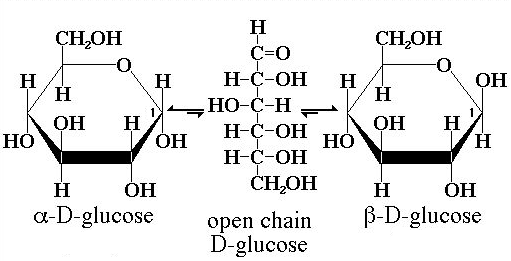 CH₂OH
O
H
H
H
H
1
HO
OH
H
OH
H
OH
α-D-glucose
H
C=O
H-C-OH
HO-C-H
H-C-OH
H-C-OH
CH₂OH
open chain
D-glucose
CH₂OH
O
H
H
OH
1
HO
OH
H
H
H
OH
β-D-glucose